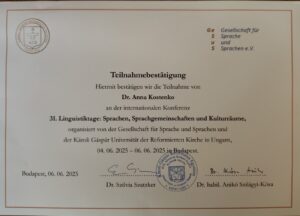 Gesellschaft für
Sprache
und
Sprachen e.V.
Teilnahmebestätigung
Hiermit bestätigen wir die Teilnahme von
Dr. Anna Kostenko
an der internationalen Konferenz
31. Linguistiktage: Sprachen, Sprachgemeinschaften und Kulturräume,
organisiert von der Gesellschaft für Sprache und Sprachen und
der Károli Gáspár Universität der Reformierten Kirche in Ungarn,
04. 06. 2025 – 06. 06. 2025 in Budapest.
Budapest, 06. 06. 2025
Dr. Szilvia Szatzker
Dr. habil. Anikó Szilágyi-Kósa